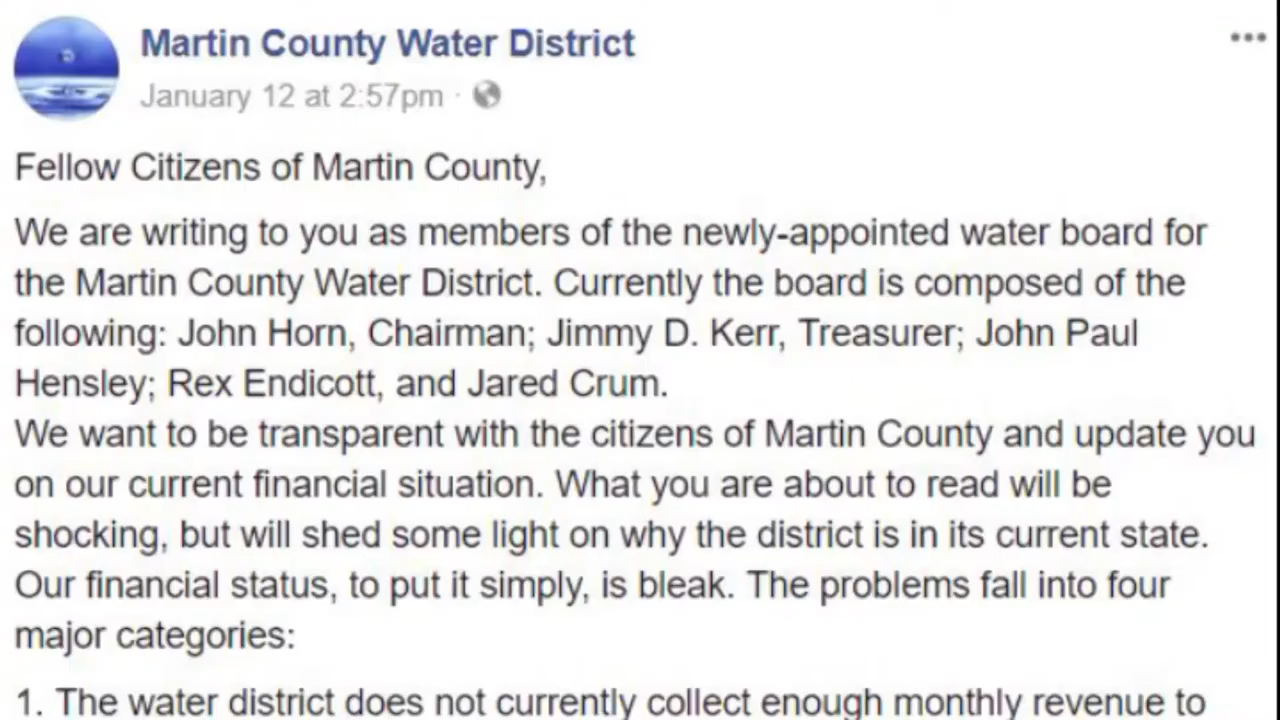 Martin County Water District
January 12 at 2:57pm ·
Fellow Citizens of Martin County,
We are writing to you as members of the newly-appointed water board for
the Martin County Water District. Currently the board is composed of the
following: John Horn, Chairman; Jimmy D. Kerr, Treasurer; John Paul
Hensley; Rex Endicott, and Jared Crum.
We want to be transparent with the citizens of Martin County and update you
on our current financial situation. What you are about to read will be
shocking, but will shed some light on why the district is in its current state.
Our financial status, to put it simply, is bleak. The problems fall into four
major categories:
1. The water district does not currently collect enough monthly revenue to